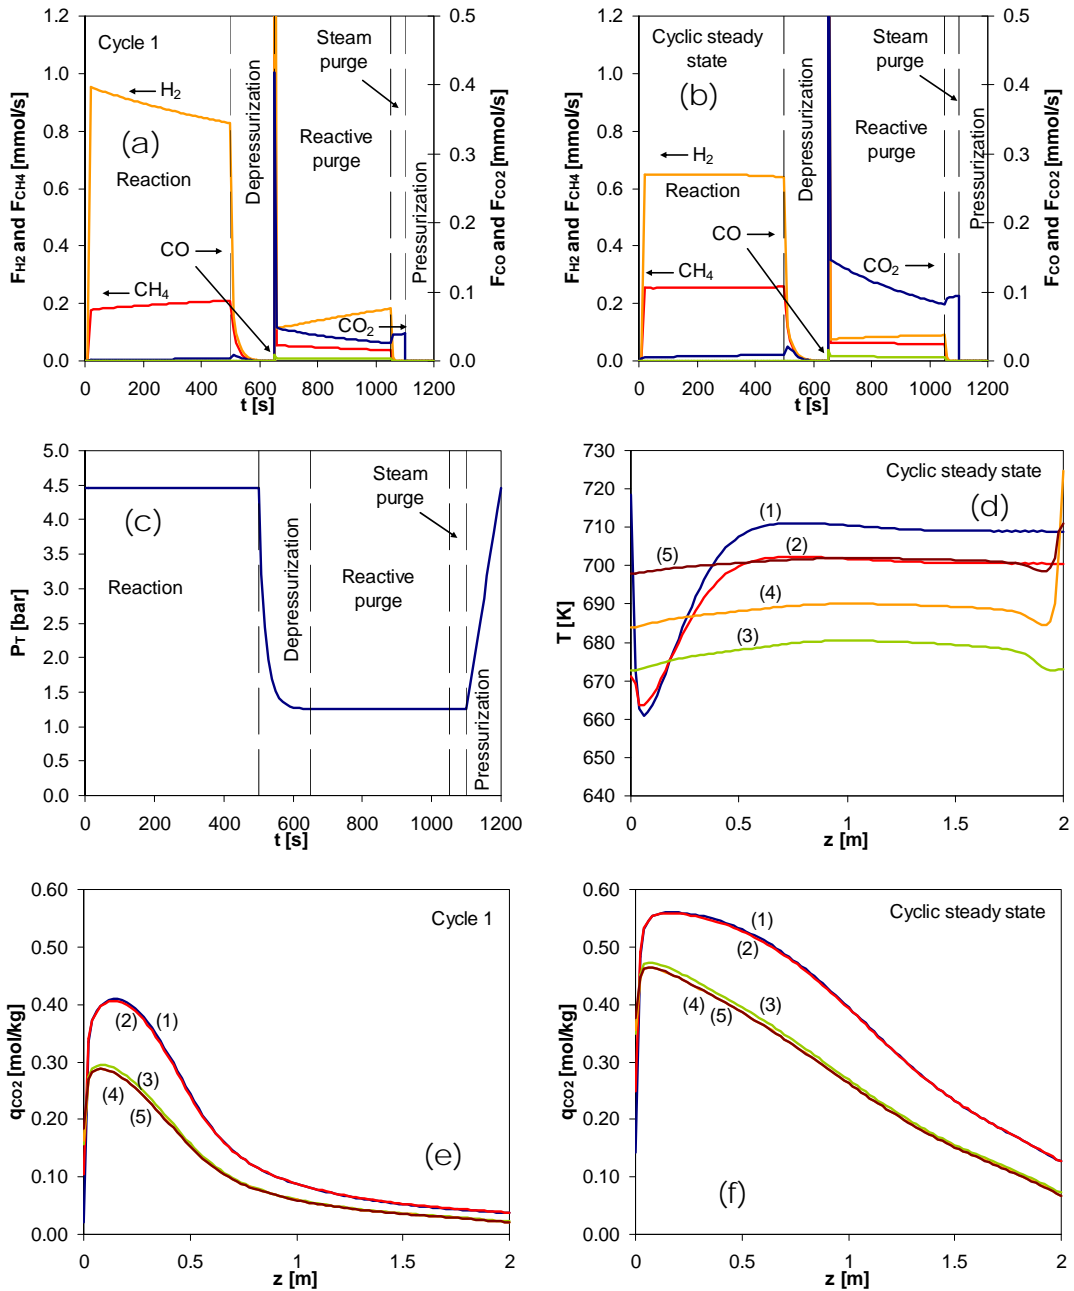 1.2
1.0
0.8
0.6
0.4
0.2
0.0
FH2 and FCH4 [mmol/s]
Cycle 1
H2
(a)
Reaction
CO
CH4
Depressurization
Steam
purge
Reactive
purge
CO2
Pressurization
0.5
0.4
0.3
0.2
0.1
0.0
FCO and FCO2 [mmol/s]
0 200 400 600 800 1000 1200
t [s]
1.2
1.0
0.8
0.6
0.4
0.2
0.0
FH2 and FCH4 [mmol/s]
Cyclic steady
state
(b)
H2
Reaction
CO
CH4
Depressurization
Steam
purge
Reactive
purge
CO2
Pressurization
0.5
0.4
0.3
0.2
0.1
0.0
FCO and FCO2 [mmol/s]
0 200 400 600 800 1000 1200
t [s]
5.0
4.5
4.0
3.5
3.0
2.5
2.0
1.5
1.0
0.5
0.0
PT [bar]
(c)
Reaction
Depressurization
Steam
purge
Reactive
purge
Pressurization
0 200 400 600 800 1000 1200
t [s]
730
720
710
700
690
680
670
660
650
640
T [K]
Cyclic steady state
(d)
(1)
(2)
(5)
(4)
(3)
0 0.5 1 1.5 2
z [m]
0.60
0.50
0.40
0.30
0.20
0.10
0.00
qCO2 [mol/kg]
Cycle 1
(2) (1)
(3)
(4)
(5)
(e)
0 0.5 1 1.5 2
z [m]
0.60
0.50
0.40
0.30
0.20
0.10
0.00
qCO2 [mol/kg]
Cyclic steady state
(1)
(2)
(3)
(4)
(5)
(f)
0 0.5 1 1.5 2
z [m]